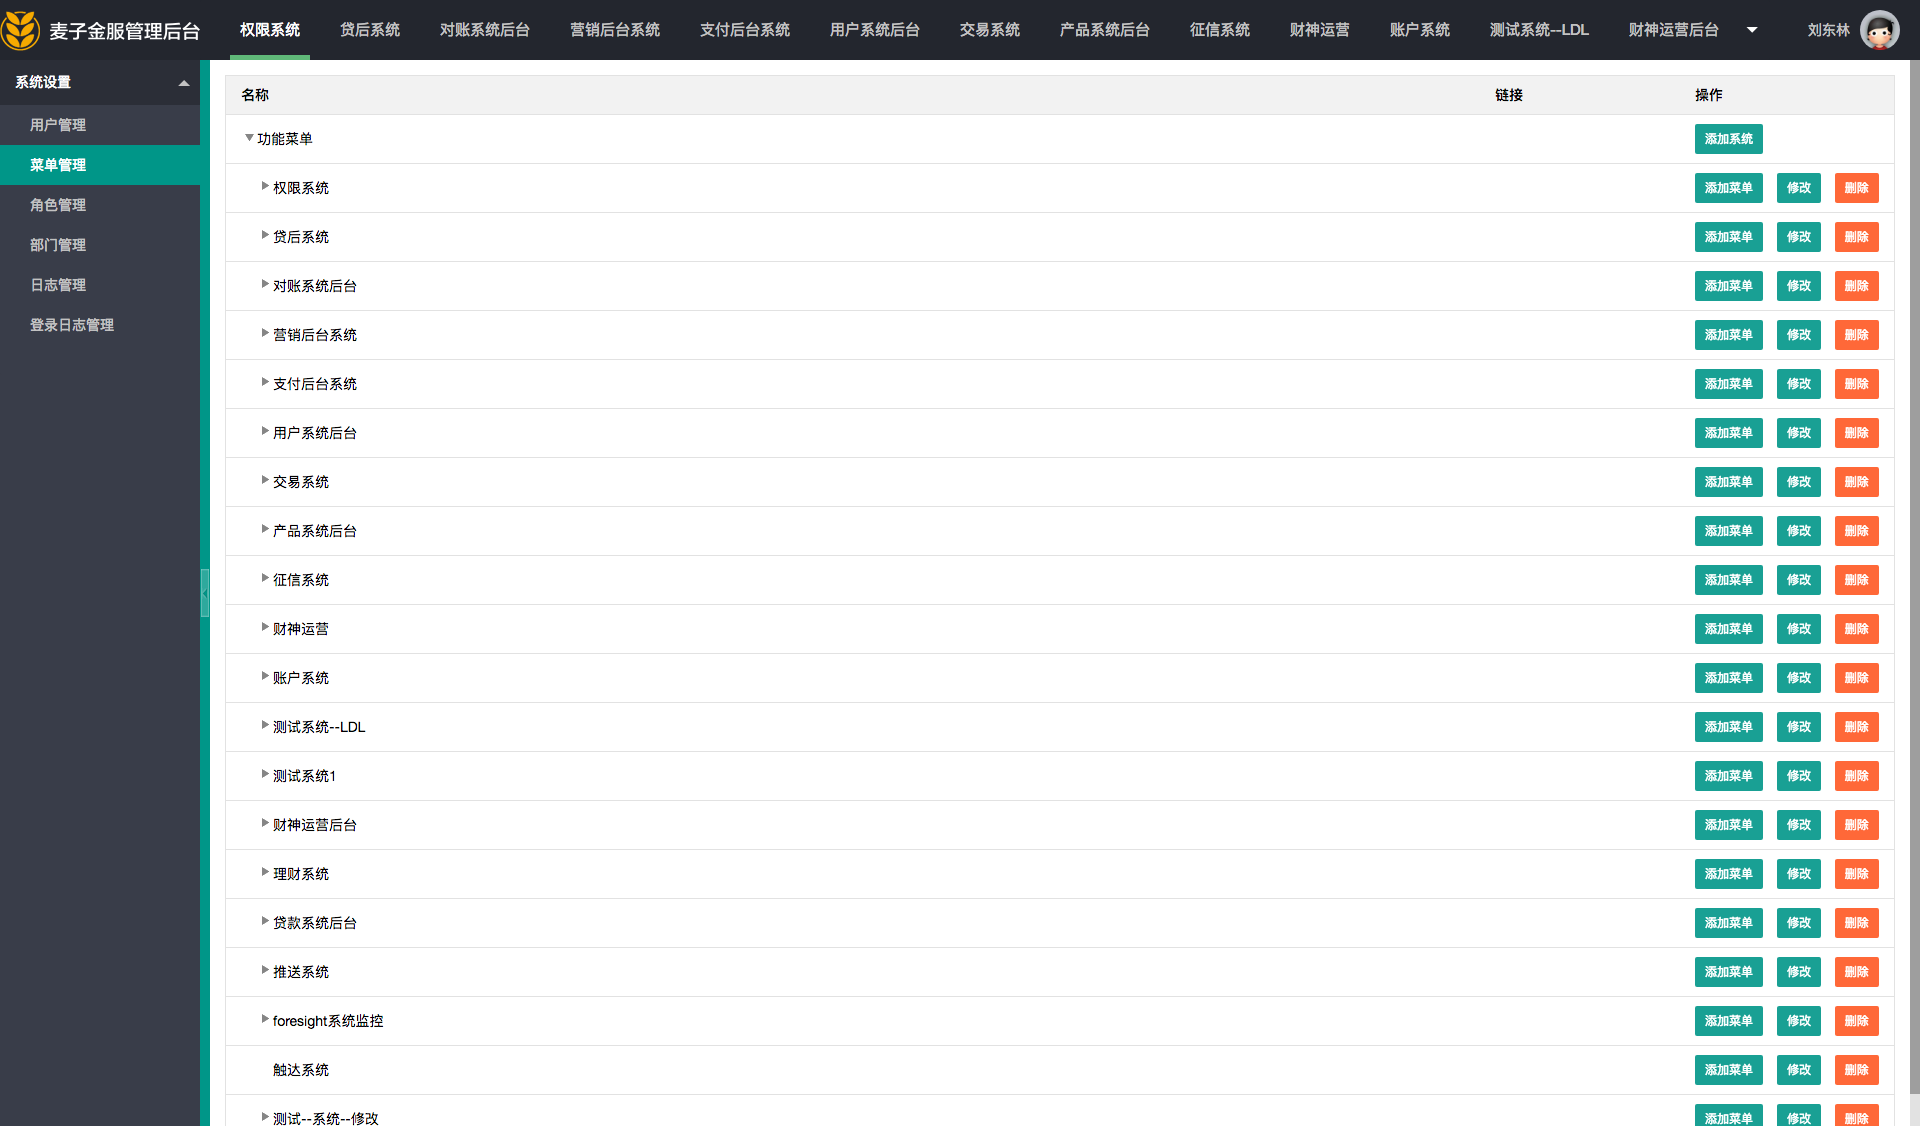 麦子金服管理后台
权限系统 贷后系统 对账系统后台 营销后台系统 支付后台系统 用户系统后台 交易系统 产品系统后台 征信系统 财神运营 账户系统 测试系统--LDL 财神运营后台 刘东林
系统设置
用户管理
菜单管理
角色管理
部门管理
日志管理
登录日志管理
名称 链接 操作
功能菜单 添加系统
权限系统 添加菜单 修改 删除
贷后系统 添加菜单 修改 删除
对账系统后台 添加菜单 修改 删除
营销后台系统 添加菜单 修改 删除
支付后台系统 添加菜单 修改 删除
用户系统后台 添加菜单 修改 删除
交易系统 添加菜单 修改 删除
产品系统后台 添加菜单 修改 删除
征信系统 添加菜单 修改 删除
财神运营 添加菜单 修改 删除
账户系统 添加菜单 修改 删除
测试系统--LDL 添加菜单 修改 删除
测试系统1 添加菜单 修改 删除
财神运营后台 添加菜单 修改 删除
理财系统 添加菜单 修改 删除
贷款系统后台 添加菜单 修改 删除
推送系统 添加菜单 修改 删除
foresight系统监控 添加菜单 修改 删除
触达系统 添加菜单 修改 删除
测试--系统--修改 添加菜单 修改 删除